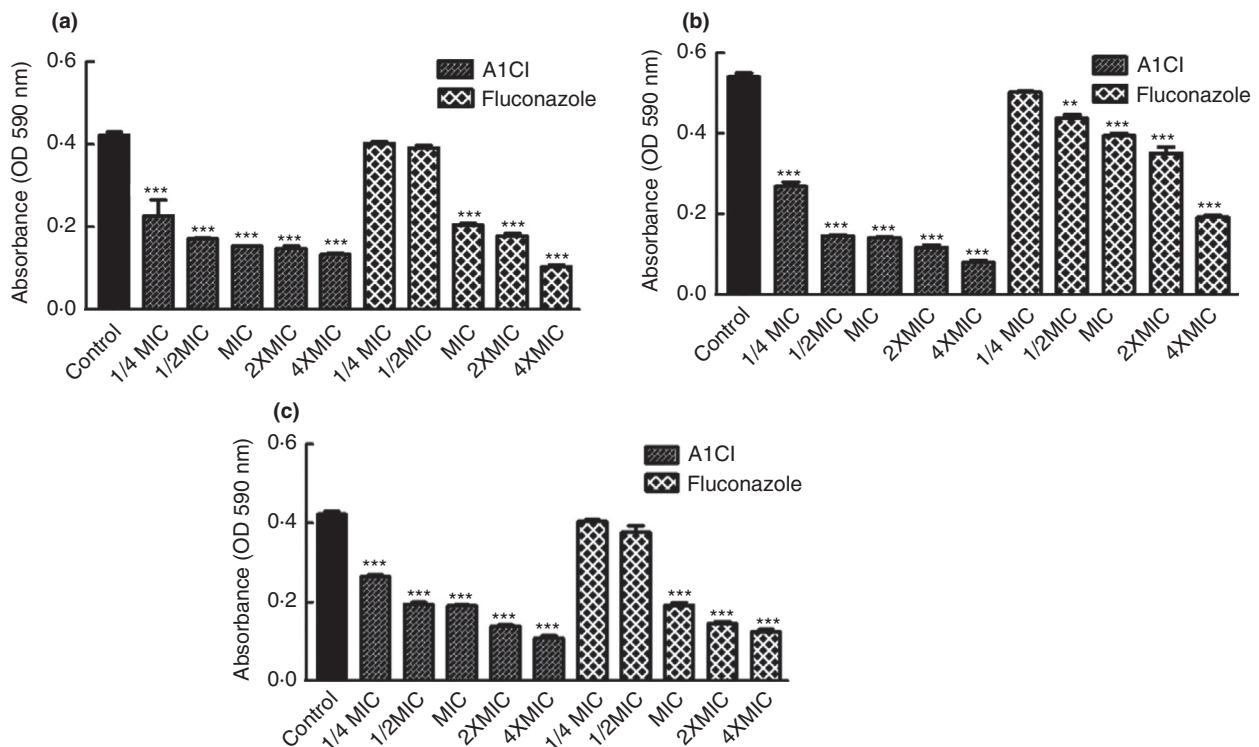 (a)
0·6
0·4
0·2
0·0
Absorbance (OD 590 nm)
A1Cl
Fluconazole
***
***
***
***
***
***
***
***
Control
1/4 MIC
1/2MIC
MIC
2XMIC
4XMIC
1/4 MIC
1/2MIC
MIC
2XMIC
4XMIC
(b)
0·6
0·4
0·2
0·0
Absorbance (OD 590 nm)
A1Cl
Fluconazole
***
***
***
***
***
**
***
***
***
Control
1/4 MIC
1/2MIC
MIC
2XMIC
4XMIC
1/4 MIC
1/2MIC
MIC
2XMIC
4XMIC
(c)
0·6
0·4
0·2
0·0
Absorbance (OD 590 nm)
A1Cl
Fluconazole
***
***
***
***
***
***
***
***
Control
1/4 MIC
1/2MIC
MIC
2XMIC
4XMIC
1/4 MIC
1/2MIC
MIC
2XMIC
4XMIC